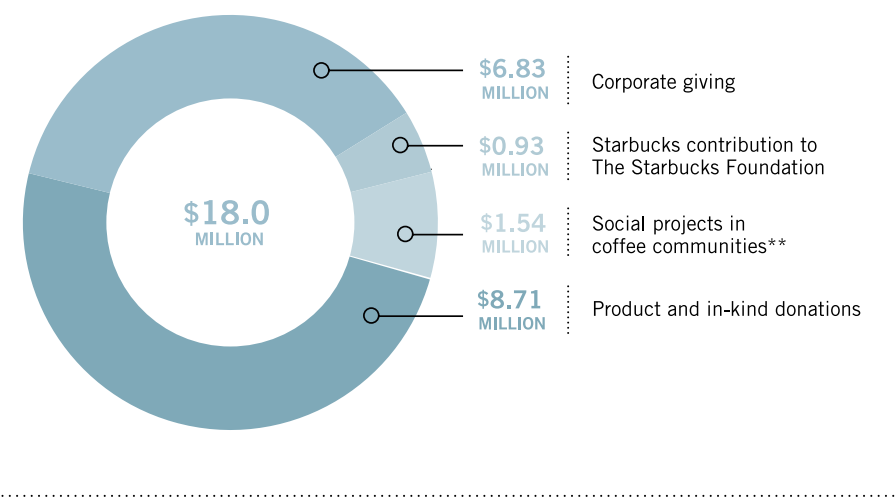 $6.83
MILLION
Corporate giving
$0.93
MILLION
Starbucks contribution to
The Starbucks Foundation
$18.0
MILLION
$1.54
MILLION
Social projects in
coffee communities**
$8.71
MILLION
Product and in-kind donations